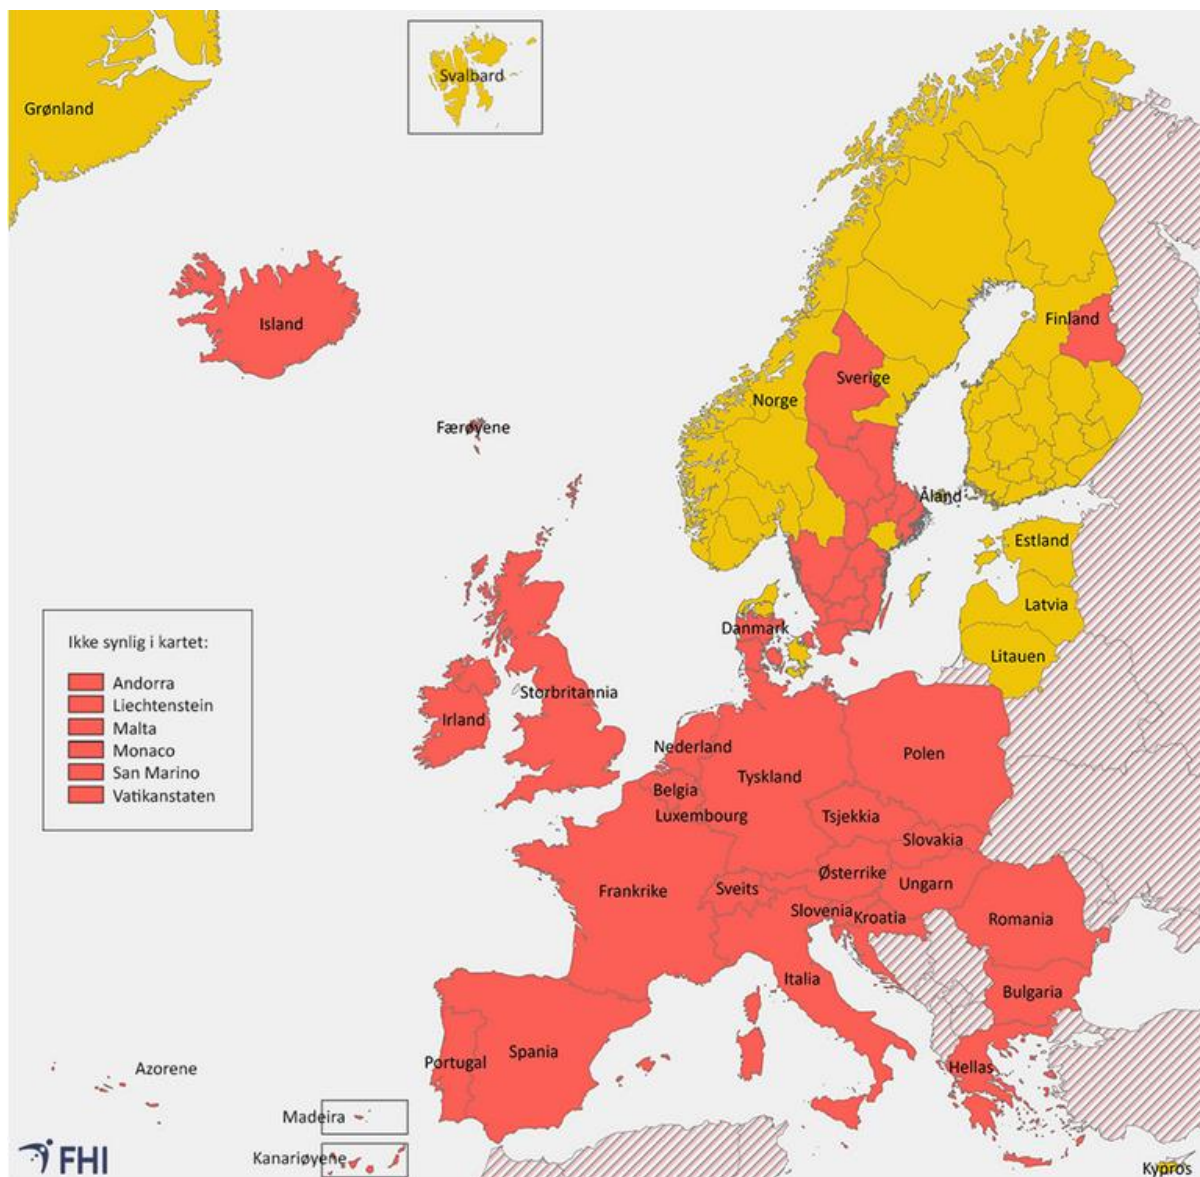 Svalbard
Grønland
Island
Finland
Sverige
Norge
Færøyene
Åland
Estland
Latvia
Danmark
Litauen
Ikke synlig i kartet:
Andorra
Liechtenstein
Malta
Monaco
San Marino
Vatikanstaten
Storbritannia
Irland
Nederland
Polen
Tyskland
Belgia
Luxembourg
Tsjekkia
Slovakia
Østerrike
Ungarn
Frankrike
Sveits
Slovenia
Kroatia
Romania
Italia
Bulgaria
Spania
Portugal
Hellas
Azorene
Madeira
Kanariøyene
FHI
Kypros